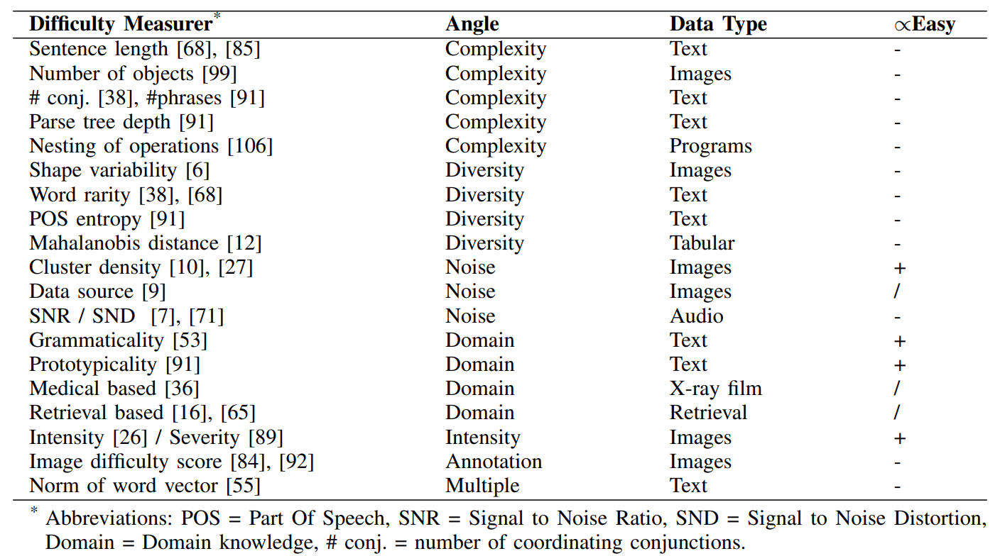 Difficulty Measurer* Angle Data Type ∝Easy
Sentence length [68], [85] Complexity Text -
Number of objects [99] Complexity Images -
# conj. [38], #phrases [91] Complexity Text -
Parse tree depth [91] Complexity Text -
Nesting of operations [106] Complexity Programs -
Shape variability [6] Diversity Images -
Word rarity [38], [68] Diversity Text -
POS entropy [91] Diversity Text -
Mahalanobis distance [12] Diversity Tabular -
Cluster density [10], [27] Noise Images +
Data source [9] Noise Images /
SNR / SND [7], [71] Noise Audio -
Grammaticality [53] Domain Text +
Prototypicality [91] Domain Text +
Medical based [36] Domain X-ray film /
Retrieval based [16], [65] Domain Retrieval /
Intensity [26] / Severity [89] Intensity Images +
Image difficulty score [84], [92] Annotation Images -
Norm of word vector [55] Multiple Text -
* Abbreviations: POS = Part Of Speech, SNR = Signal to Noise Ratio, SND = Signal to Noise Distortion,
Domain = Domain knowledge, # conj. = number of coordinating conjunctions.